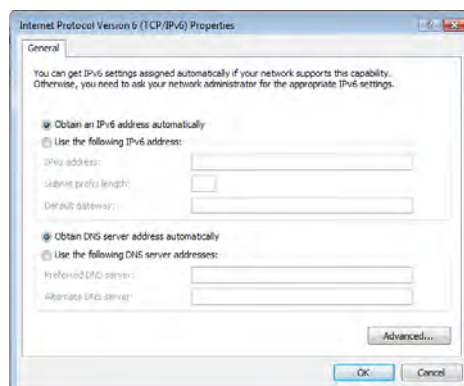 Internet Protocol Version 6 (TCP/IPv6) Properties
General
You can get IPv6 settings assigned automatically if your network supports this capability.
Otherwise, you need to ask your network administrator for the appropriate IPv6 settings.
Obtain an IPv6 address automatically
Use the following IPv6 address:
IPv6 address:
Subnet prefix length:
Default gateway:
Obtain DNS server address automatically
Use the following DNS server addresses:
Preferred DNS server:
Alternate DNS server:
Advanced...
OK
Cancel